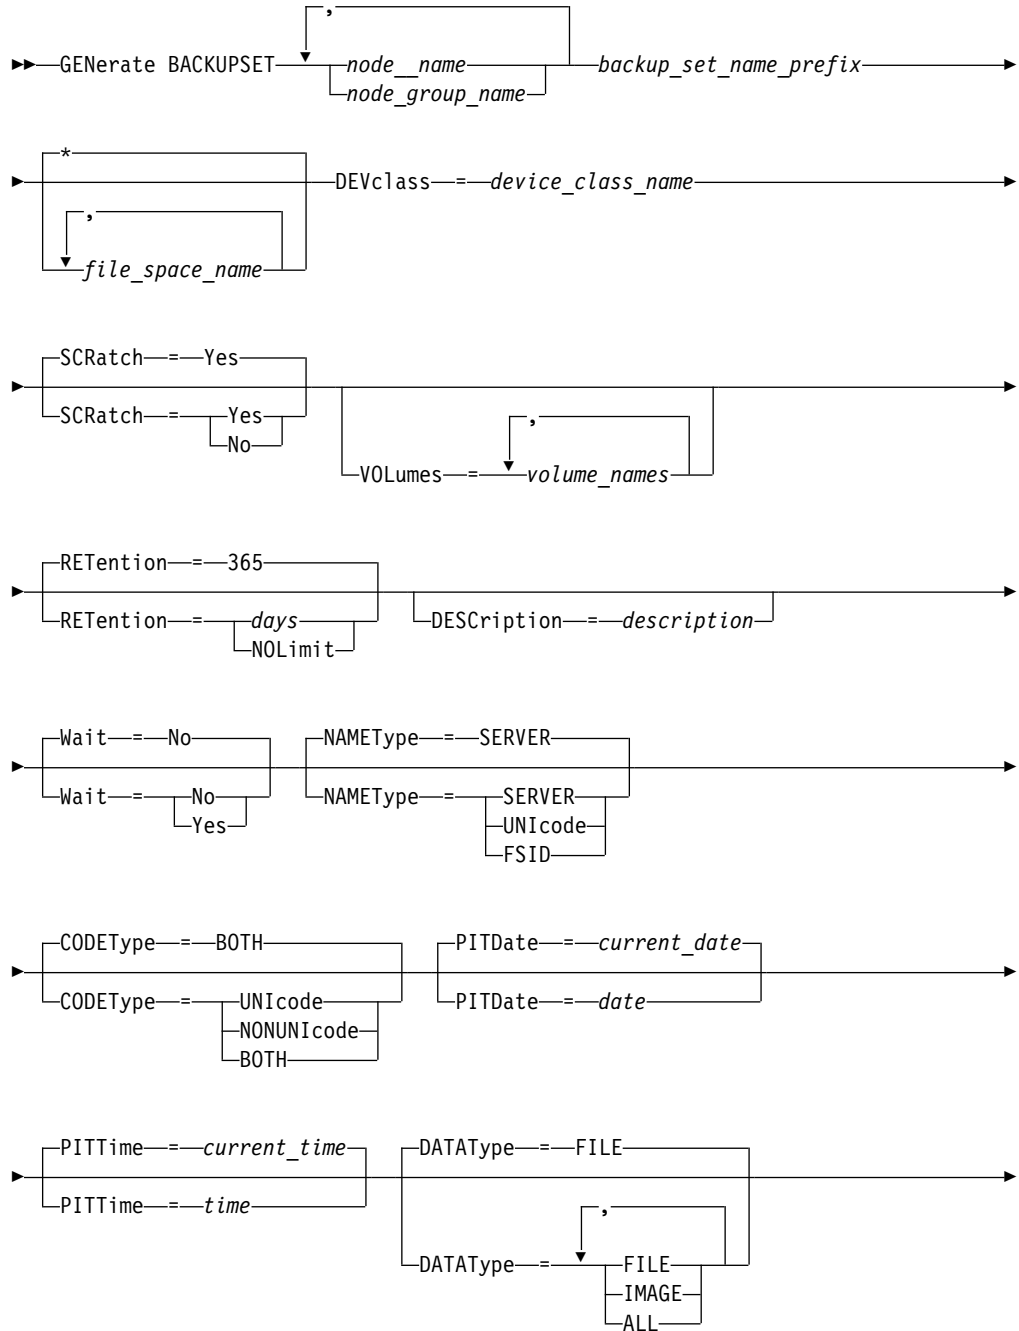 ,
GENerate BACKUPSET node__name backup_set_name_prefix
node_group_name
*
DEVclass = device_class_name
,
file_space_name
SCRatch = Yes
SCRatch = Yes
No
,
VOLumes = volume_names
RETention = 365
RETention = days
NOLimit
DESCription = description
Wait = No
Wait = No
Yes
NAMEType = SERVER
NAMEType = SERVER
UNIcode
FSID
CODEType = BOTH
CODEType = UNIcode
NONUNIcode
BOTH
PITDate = current_date
PITDate = date
PITTime = current_time
PITTime = time
DATAType = FILE
,
DATAType = FILE
IMAGE
ALL